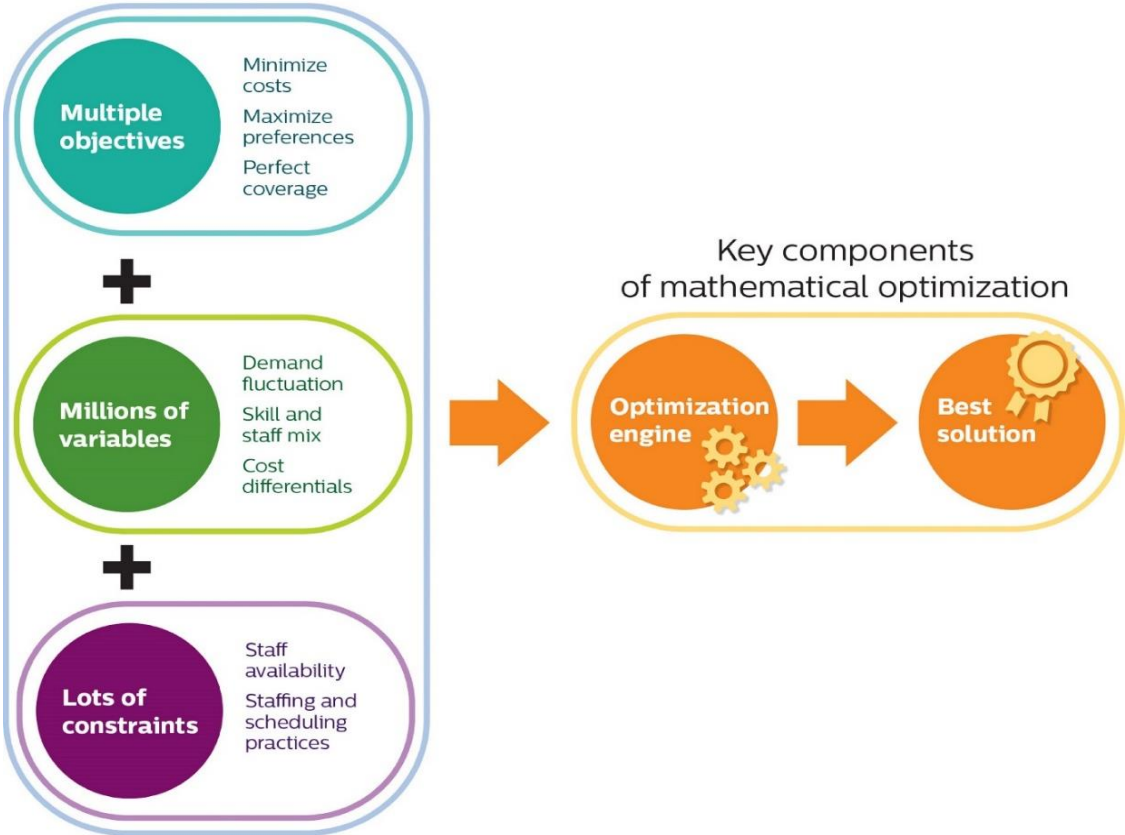 Multiple
objectives
Minimize
costs
Maximize
preferences
Perfect
coverage
+
Millions of
variables
Demand
fluctuation
Skill and
staff mix
Cost
differentials
+
Lots of
constraints
Staff
availability
Staffing and
scheduling
practices
Key components
of mathematical optimization
Optimization
engine
Best
solution